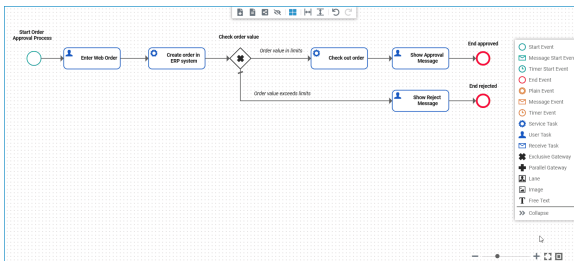 Start Order
Approval Process
Enter Web Order
Create order in
ERP system
Check order value
Order value in limits
Check out order
Show Approval
Message
End approved
Order value exceeds limits
Show Reject
Message
End rejected
Start Event
Message Start Event
Timer Start Event
End Event
Plain Event
Message Event
Timer Event
Service Task
User Task
Receive Task
Exclusive Gateway
Parallel Gateway
Lane
Image
Free Text
Collapse